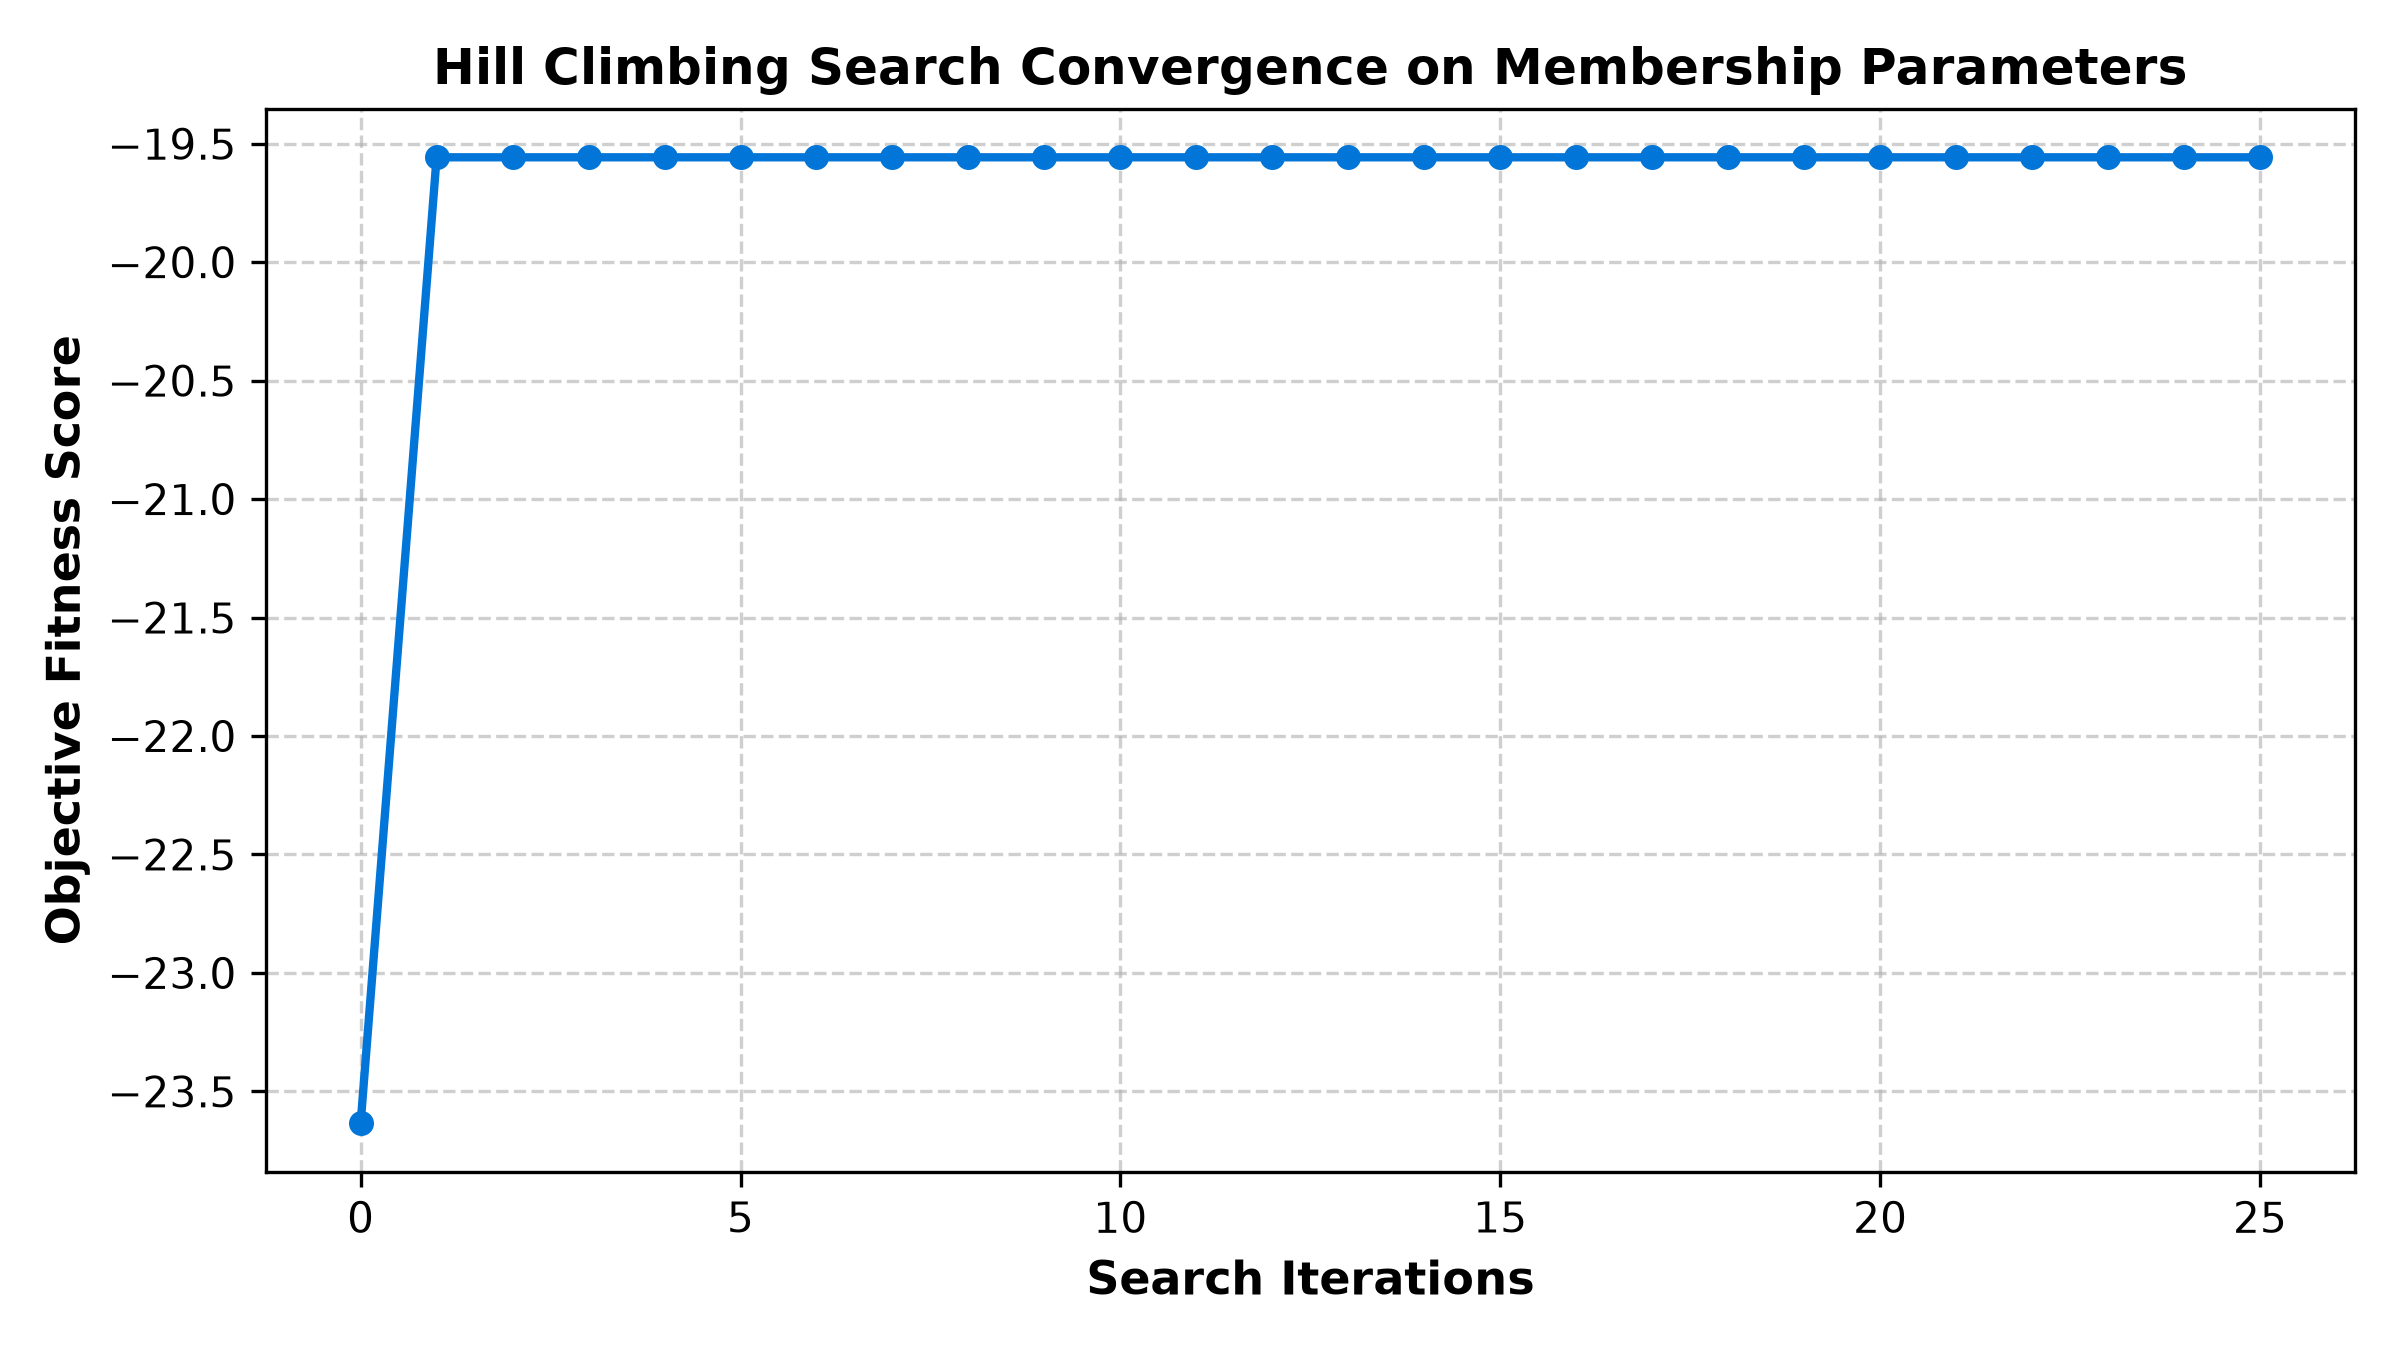 Hill Climbing Search Convergence on Membership Parameters
Objective Fitness Score
−19.5
−20.0
−20.5
−21.0
−21.5
−22.0
−22.5
−23.0
−23.5
0 5 10 15 20 25
Search Iterations